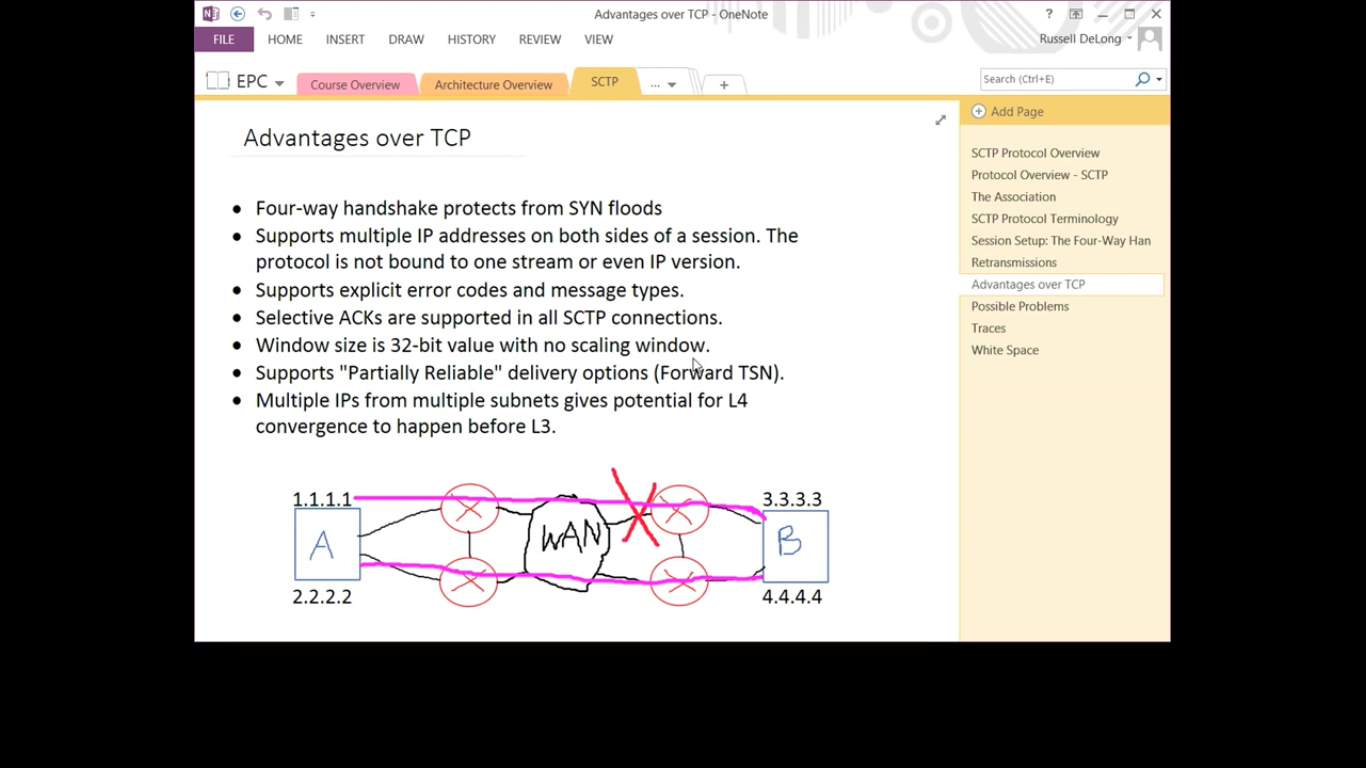 Advantages over TCP - OneNote
?
FILE HOME INSERT DRAW HISTORY REVIEW VIEW
Russell DeLong
EPC
Course Overview
Architecture Overview
SCTP
...
+
Search (Ctrl+E)
Add Page
Advantages over TCP
• Four-way handshake protects from SYN floods
• Supports multiple IP addresses on both sides of a session. The
protocol is not bound to one stream or even IP version.
• Supports explicit error codes and message types.
• Selective ACKs are supported in all SCTP connections.
• Window size is 32-bit value with no scaling window.
• Supports "Partially Reliable" delivery options (Forward TSN).
• Multiple IPs from multiple subnets gives potential for L4
convergence to happen before L3.
1.1.1.1
3.3.3.3
A
WAN
B
2.2.2.2
4.4.4.4
SCTP Protocol Overview
Protocol Overview - SCTP
The Association
SCTP Protocol Terminology
Session Setup: The Four-Way Han
Retransmissions
Advantages over TCP
Possible Problems
Traces
White Space